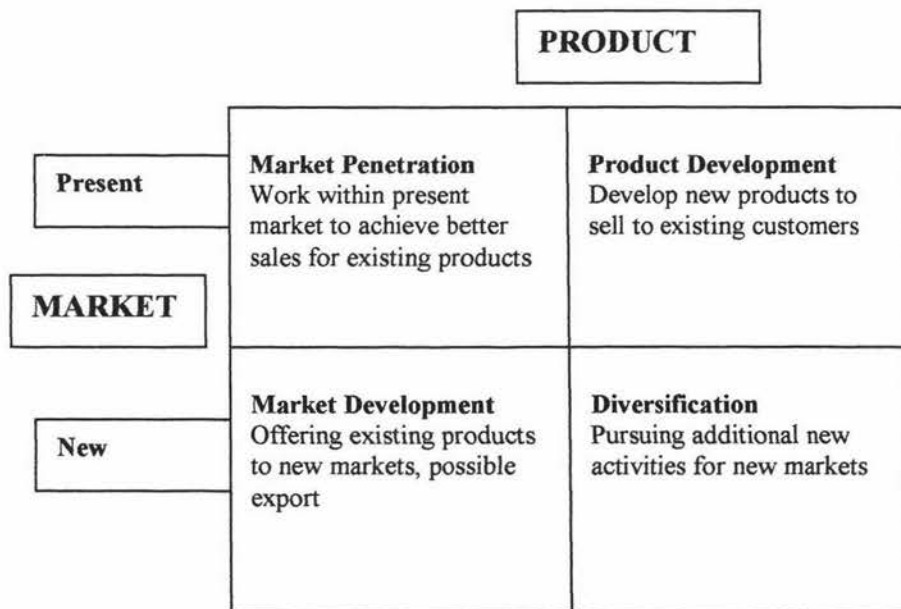 PRODUCT
Present
Market Penetration
Work within present
market to achieve better
sales for existing products
Product Development
Develop new products to
sell to existing customers
MARKET
New
Market Development
Offering existing products
to new markets, possible
export
Diversification
Pursuing additional new
activities for new markets